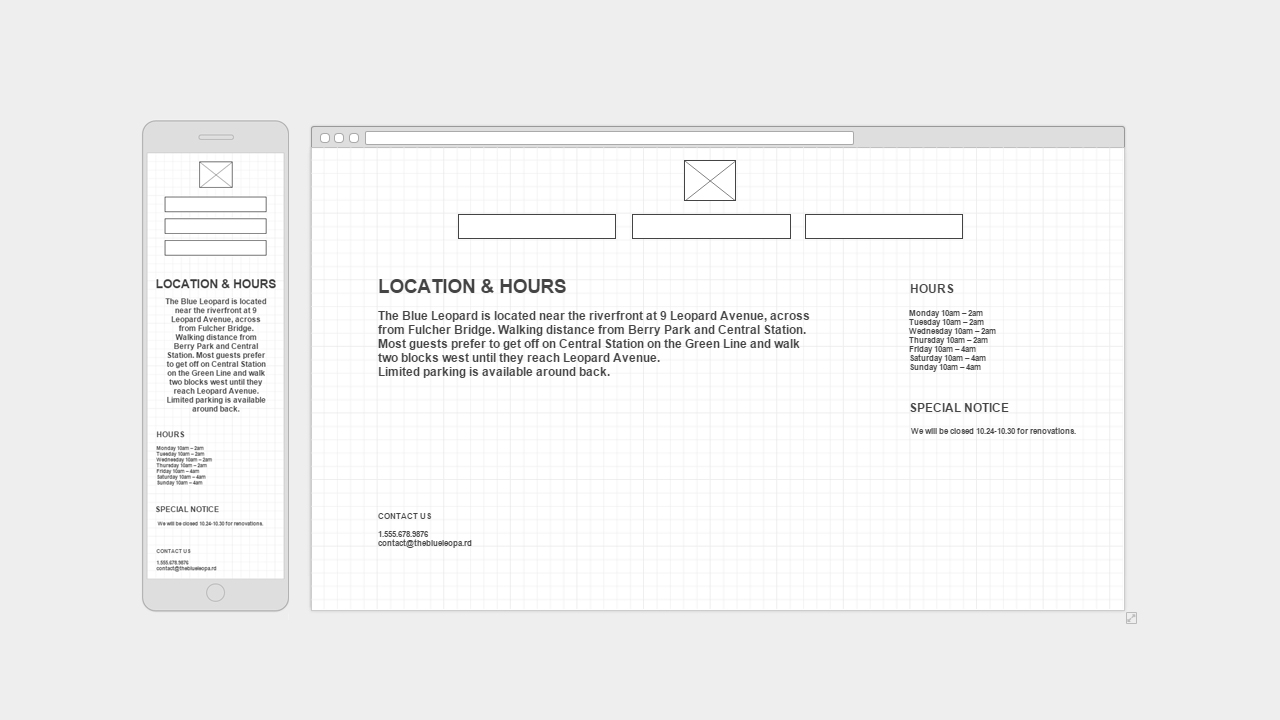 LOCATION & HOURS
The Blue Leopard is located
near the riverfront at 9
Leopard Avenue, across
from Fulcher Bridge.
Walking distance from
Berry Park and Central
Station. Most guests prefer
to get off on Central Station
on the Green Line and walk
two blocks west until they
reach Leopard Avenue.
Limited parking is available
around back.
HOURS
Monday 10am – 2am
Tuesday 10am – 2am
Wednesday 10am – 2am
Thursday 10am – 2am
Friday 10am – 4am
Saturday 10am – 4am
Sunday 10am – 4am
SPECIAL NOTICE
We will be closed 10.24-10.30 for renovations.
CONTACT US
1.555.678.9876
contact@theblueleopa.rd
LOCATION & HOURS
The Blue Leopard is located near the riverfront at 9 Leopard Avenue, across
from Fulcher Bridge. Walking distance from Berry Park and Central Station.
Most guests prefer to get off on Central Station on the Green Line and walk
two blocks west until they reach Leopard Avenue.
Limited parking is available around back.
HOURS
Monday 10am – 2am
Tuesday 10am – 2am
Wednesday 10am – 2am
Thursday 10am – 2am
Friday 10am – 4am
Saturday 10am – 4am
Sunday 10am – 4am
SPECIAL NOTICE
We will be closed 10.24-10.30 for renovations.
CONTACT US
1.555.678.9876
contact@theblueleopa.rd